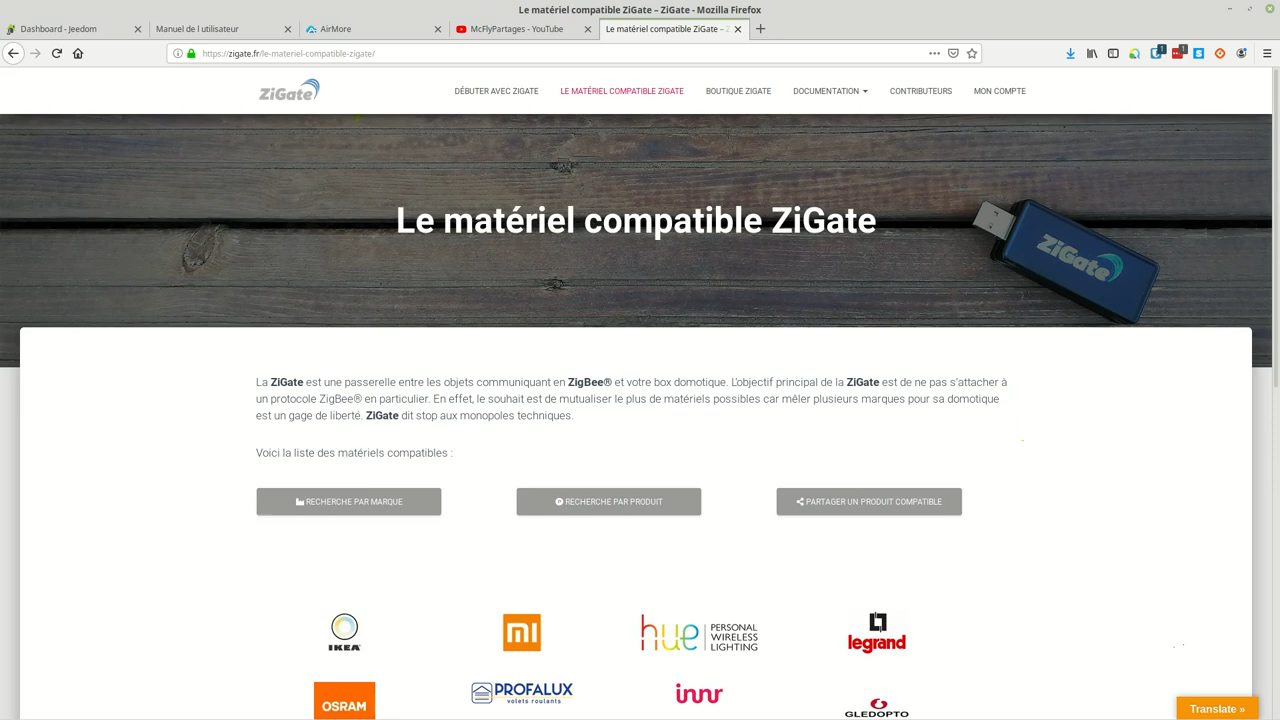 Le matériel compatible ZiGate – ZiGate - Mozilla Firefox
Dashboard - Jeedom
Manuel de l utilisateur
AirMore
McFlyPartages - YouTube
Le matériel compatible ZiGate –
https://zigate.fr/le-materiel-compatible-zigate/
1
1
ZiGate
DÉBUTER AVEC ZIGATE
LE MATÉRIEL COMPATIBLE ZIGATE
BOUTIQUE ZIGATE
DOCUMENTATION
CONTRIBUTEURS
MON COMPTE
Le matériel compatible ZiGate
ZiGate
La ZiGate est une passerelle entre les objets communiquant en ZigBee® et votre box domotique. L'objectif principal de la ZiGate est de ne pas s'attacher à
un protocole ZigBee® en particulier. En effet, le souhait est de mutualiser le plus de matériels possibles car mêler plusieurs marques pour sa domotique
est un gage de liberté. ZiGate dit stop aux monopoles techniques.
Voici la liste des matériels compatibles :
RECHERCHE PAR MARQUE
RECHERCHE PAR PRODUIT
PARTAGER UN PRODUIT COMPATIBLE
IKEA
mi
hue PERSONAL
WIRELESS
LIGHTING
legrand
OSRAM
PROFALUX
volets roulants
innr
GLEDOPTO
Translate »